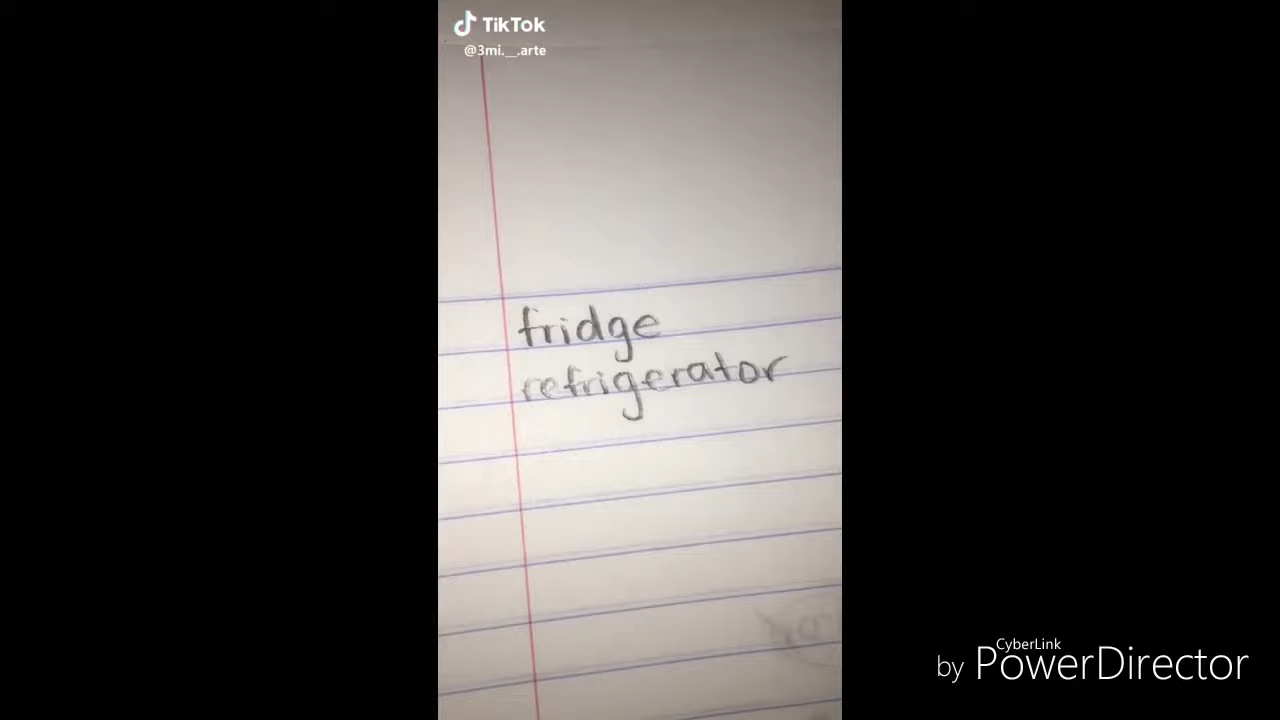 TikTok
@3mi.__.arte
fridge
refrigerator
CyberLink
by PowerDirector